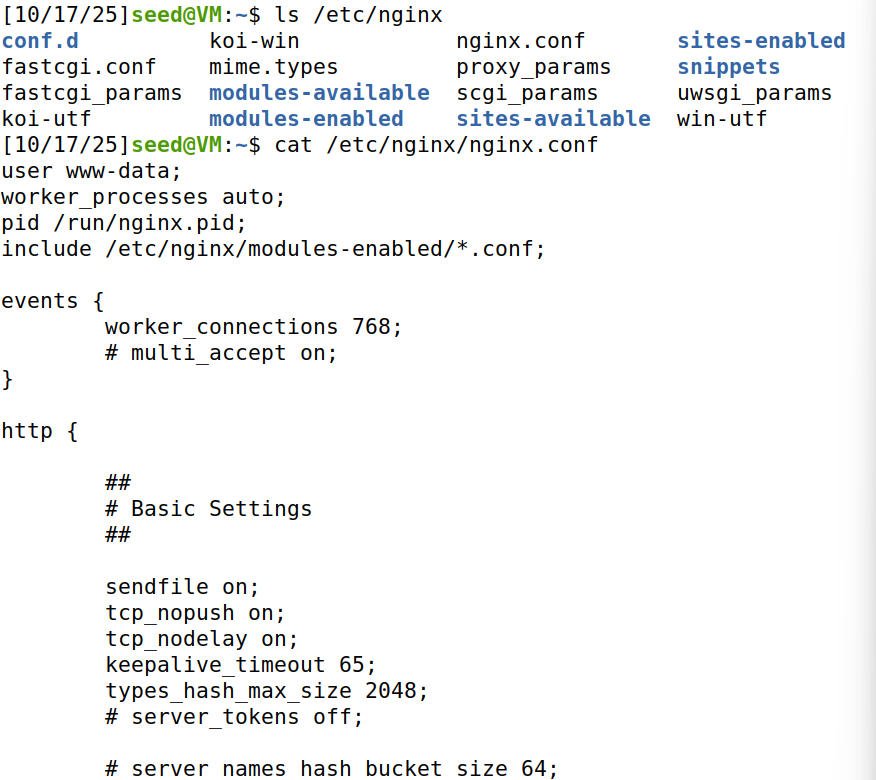 [10/17/25]seed@VM:~$ ls /etc/nginx
conf.d          koi-win            nginx.conf       sites-enabled
fastcgi.conf    mime.types         proxy_params     snippets
fastcgi_params  modules-available  scgi_params      uwsgi_params
koi-utf         modules-enabled    sites-available  win-utf
[10/17/25]seed@VM:~$ cat /etc/nginx/nginx.conf
user www-data;
worker_processes auto;
pid /run/nginx.pid;
include /etc/nginx/modules-enabled/*.conf;
events {
        worker_connections 768;
        # multi_accept on;
}
http {
        ##
        # Basic Settings
        ##
        sendfile on;
        tcp_nopush on;
        tcp_nodelay on;
        keepalive_timeout 65;
        types_hash_max_size 2048;
        # server_tokens off;
        # server_names_hash_bucket_size 64;